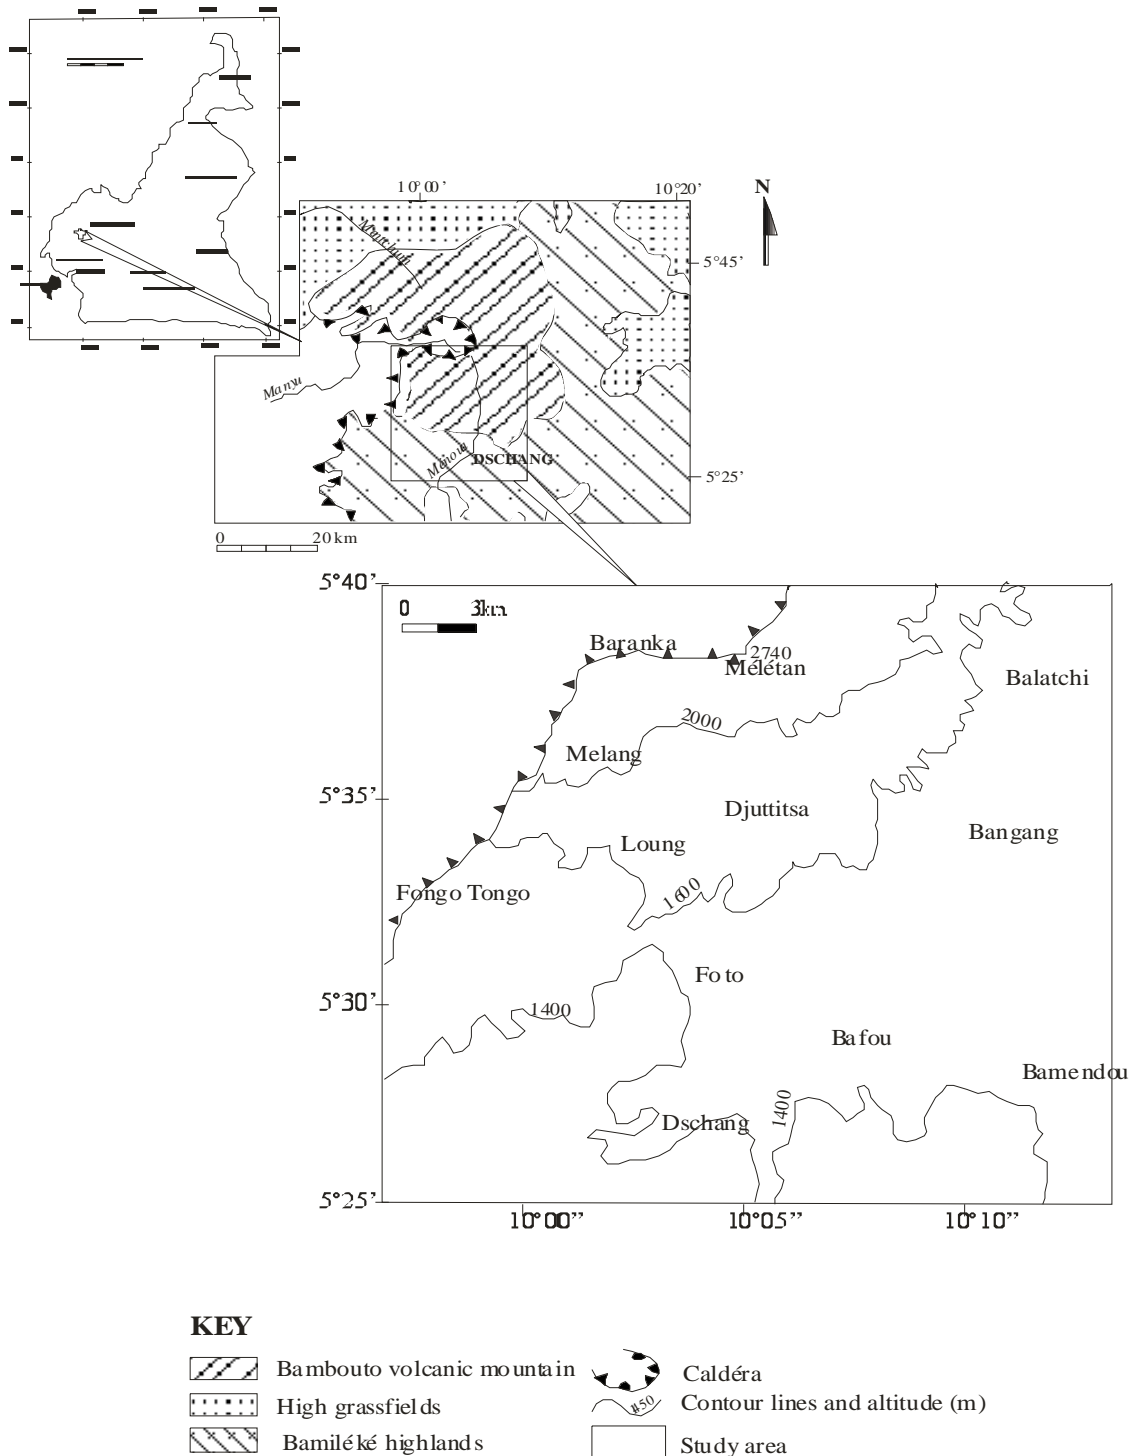 10°00’ 10°20’
N
Mentchuh
5°45’
Manyu
Menoua
DSCHANG
5°25’
0 20 km
5°40’
0 3km
Baranka
2740
Mélétan
Balatchi
2000
Melang
5°35’
Djuttitsa
Bangang
Loung
1600
Fongo Tongo
Foto
5°30’
1400
Bafou
Bamendou
1400
Dschang
5°25’
10°00’’ 10°05’’ 10°10’’
KEY
Bambouto volcanic mountain
Caldéra
High grassfields
Contour lines and altitude (m)
Bamiléké highlands
Study area